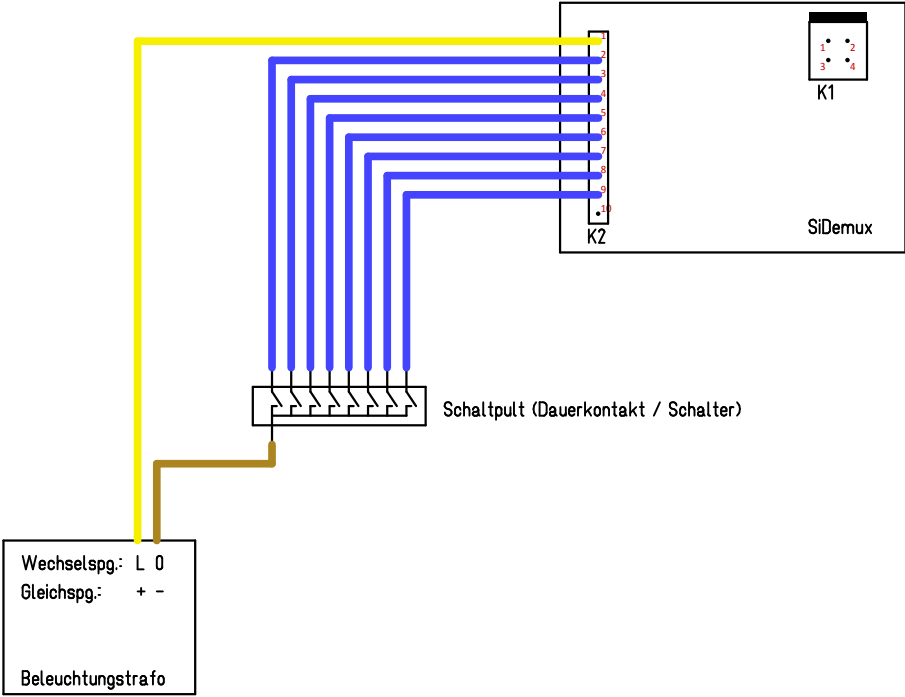 1
2
3
4
5
6
7
8
9
10
K2
1 2
3 4
K1
SiDemux
Schaltpult (Dauerkontakt / Schalter)
Wechselspg.: L 0
Gleichspg.: + -
Beleuchtungstrafo